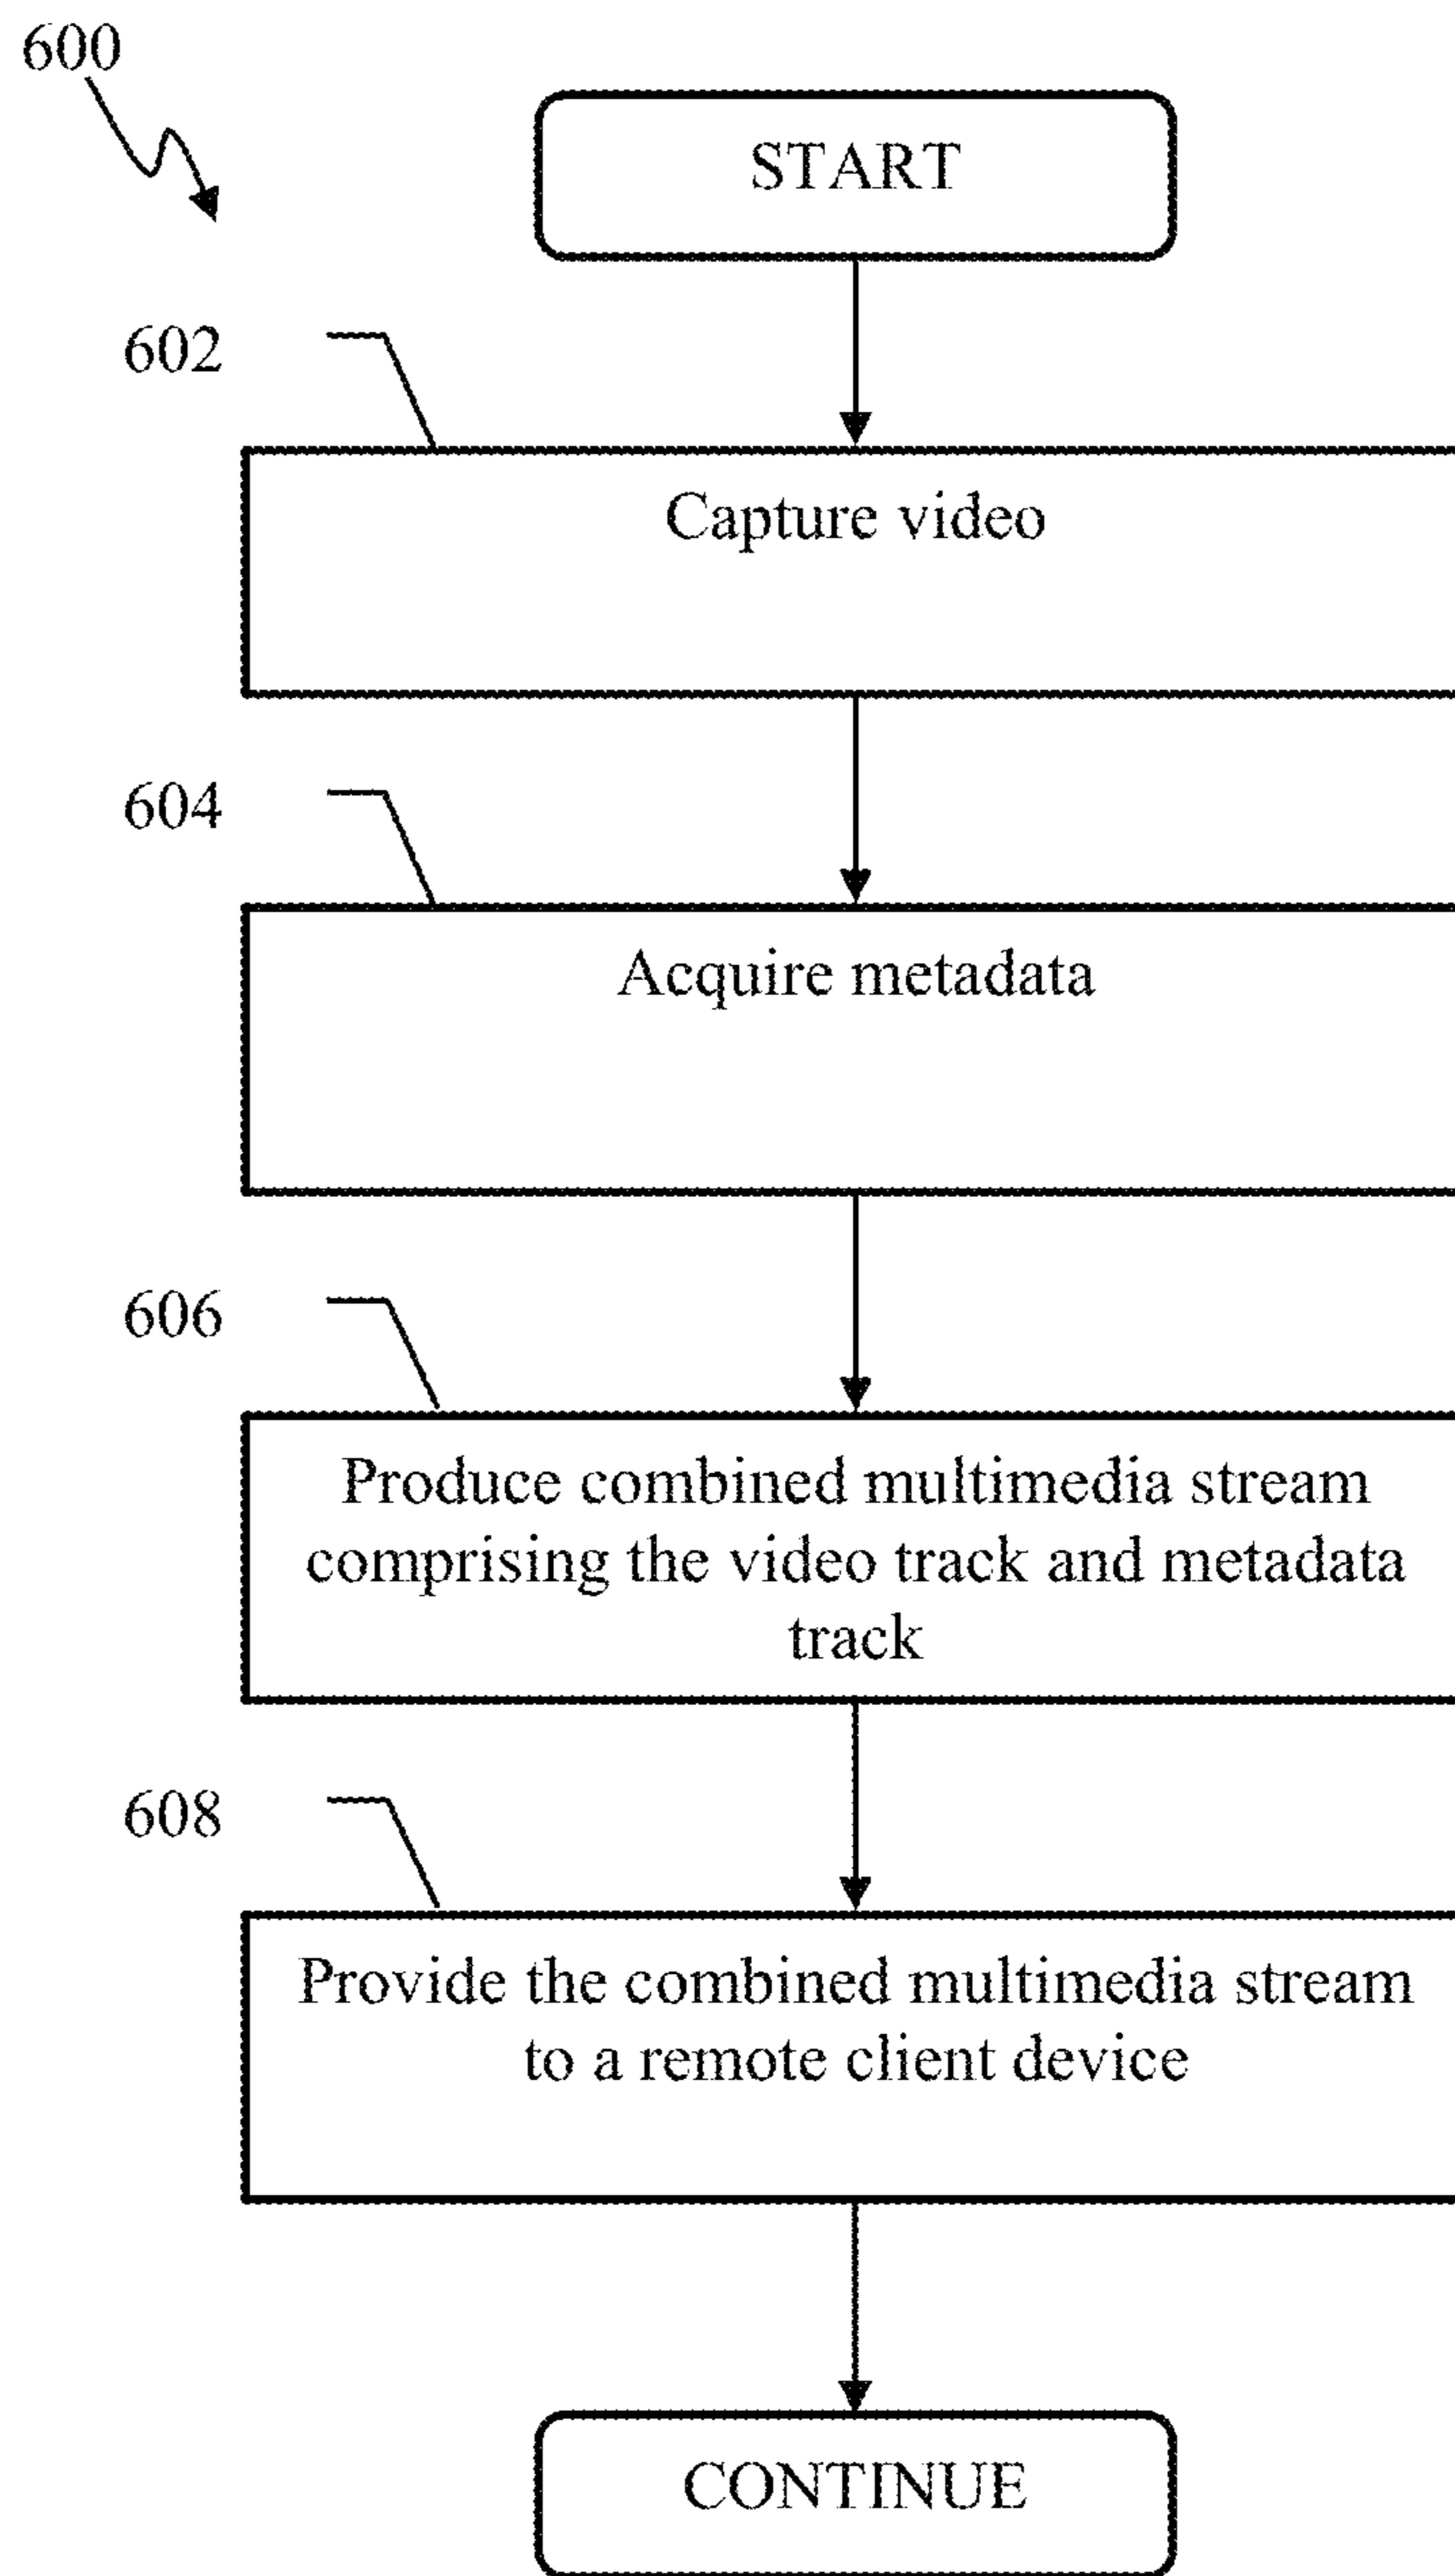 600
START
602
Capture video
604
Acquire metadata
606
Produce combined multimedia stream
comprising the video track and metadata
track
608
Provide the combined multimedia stream
to a remote client device
CONTINUE